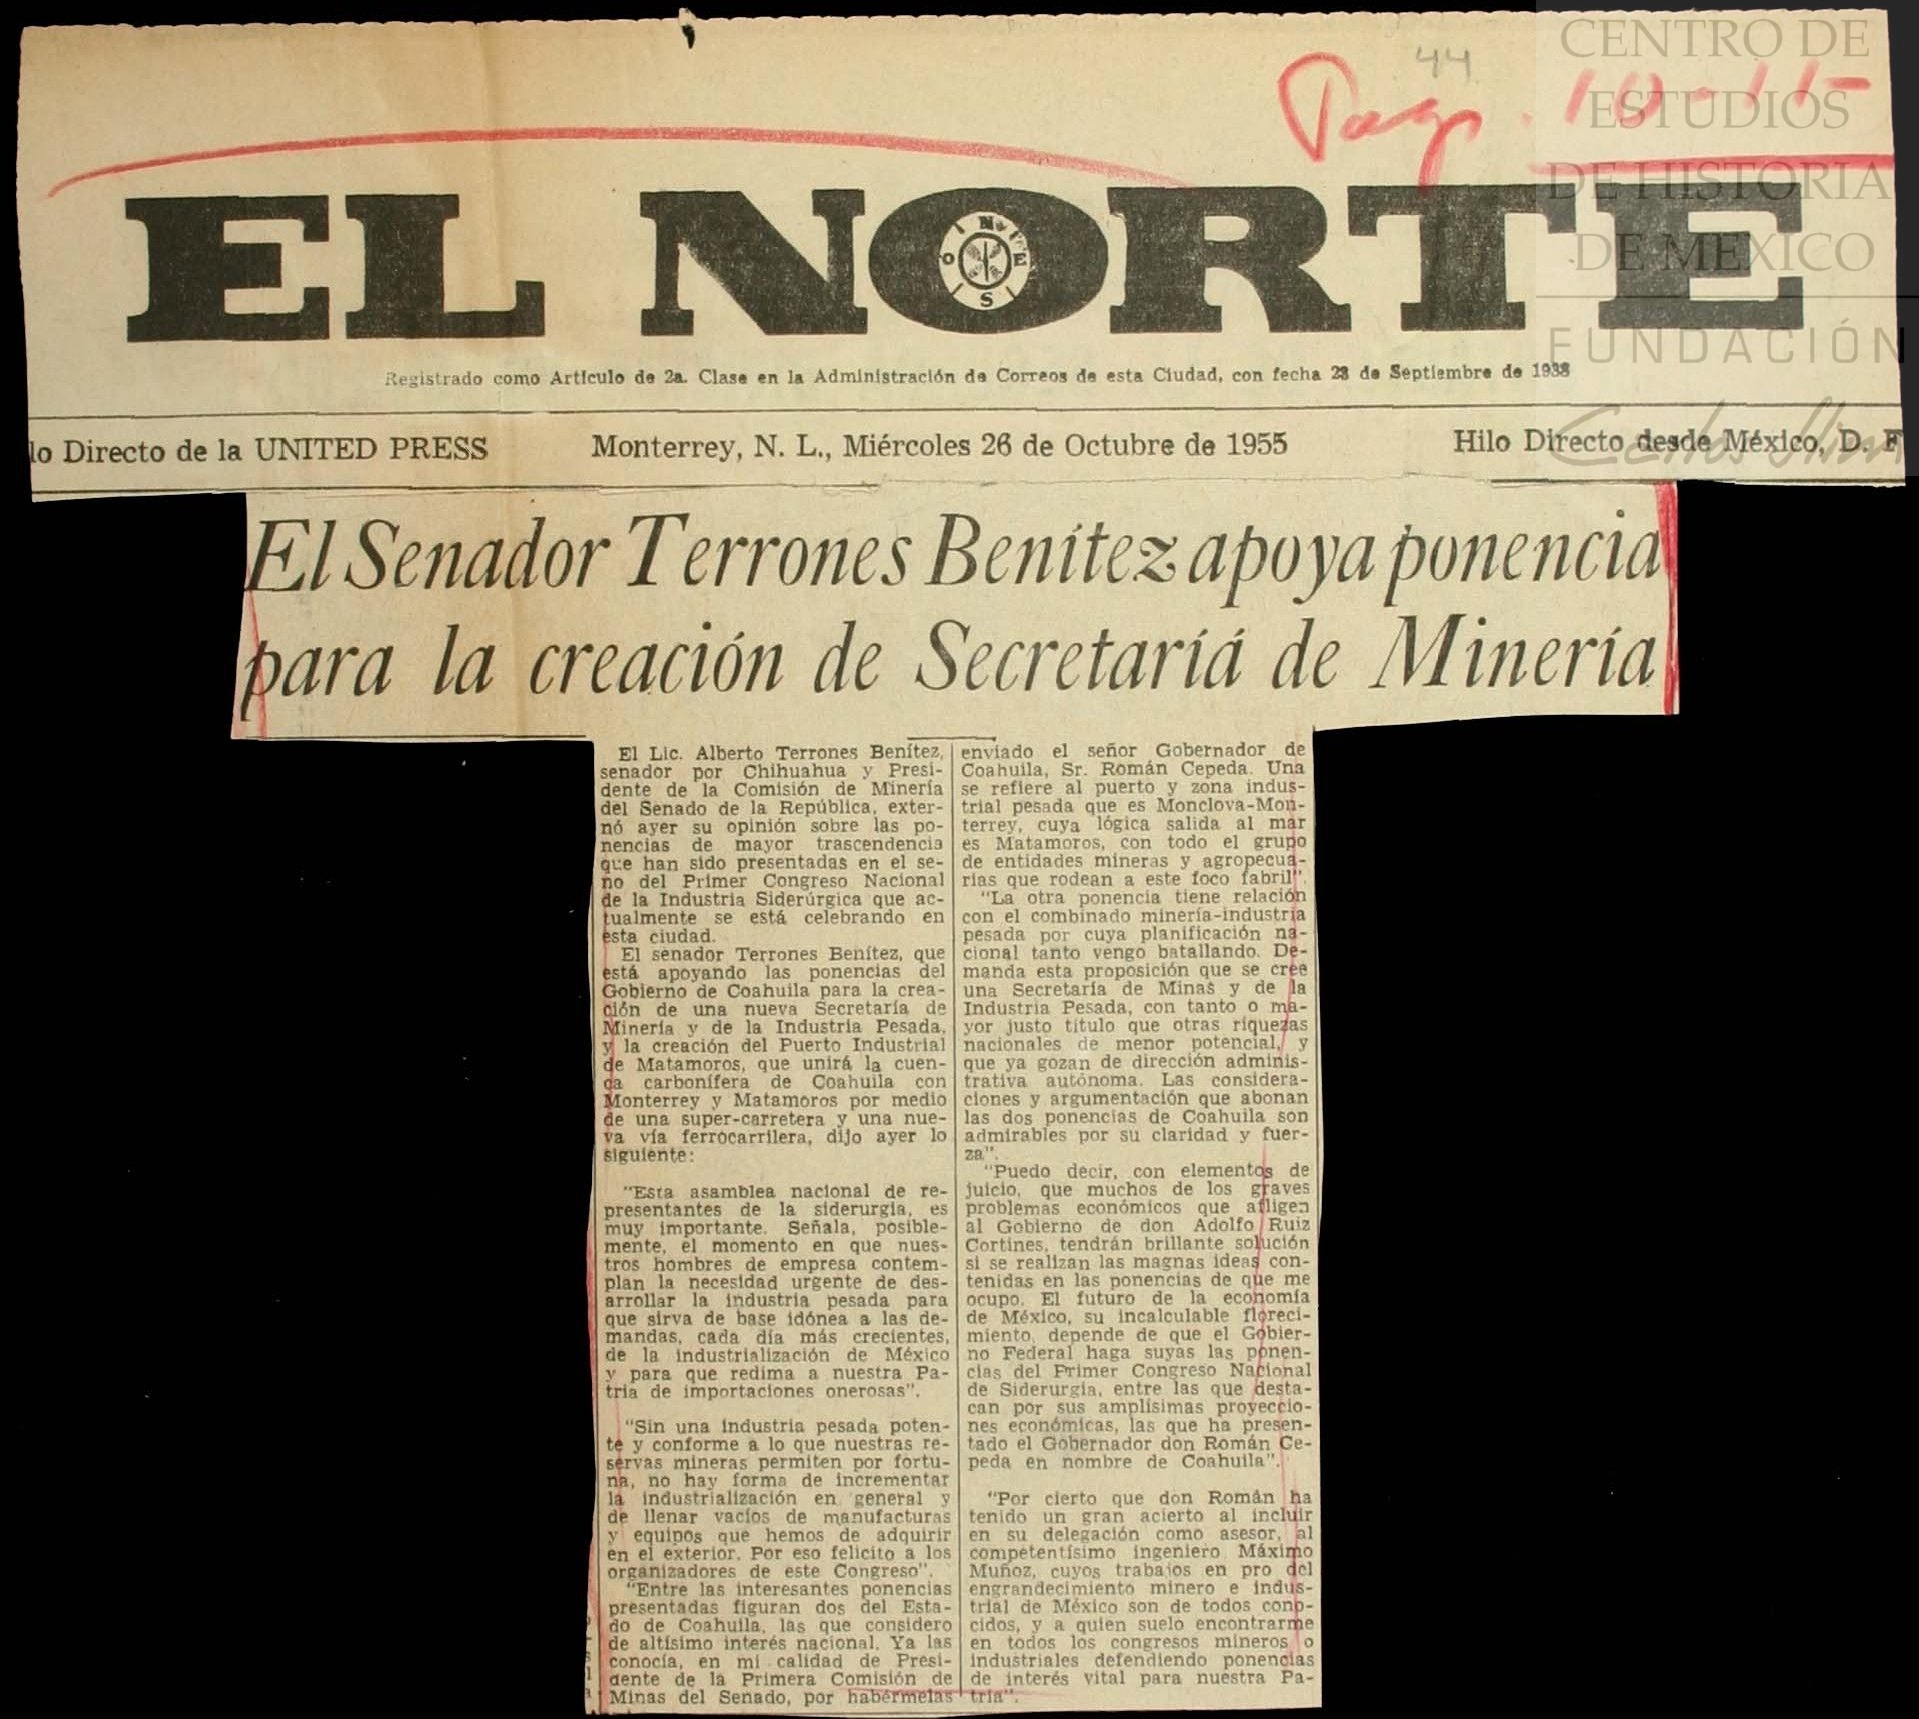 44
Pag. 10-11-
CENTRO DE
ESTUDIOS
DE HISTORIA
DE MEXICO
FUNDACIÓN
Carlos Slim
EL NORTE
N E S O
Registrado como Artículo de 2a. Clase en la Administración de Correos de esta Ciudad, con fecha 28 de Septiembre de 1938
lo Directo de la UNITED PRESS
Monterrey, N. L., Miércoles 26 de Octubre de 1955
Hilo Directo desde México, D. F
El Senador Terrones Benítez apoya ponencia
para la creación de Secretaríá de Minería
El Lic. Alberto Terrones Benítez,
senador por Chihuahua y Presi-
dente de la Comisión de Minería
del Senado de la República, exter-
nó ayer su opinión sobre las po-
nencias de mayor trascendencia
que han sido presentadas en el se-
no del Primer Congreso Nacional
de la Industria Siderúrgica que ac-
tualmente se está celebrando en
esta ciudad.
El senador Terrones Benítez, que
está apoyando las ponencias del
Gobierno de Coahuila para la crea-
ción de una nueva Secretaría de
Minería y de la Industria Pesada,
y la creación del Puerto Industrial
de Matamoros, que unirá la cuen-
ca carbonífera de Coahuila con
Monterrey y Matamoros por medio
de una super-carretera y una nue-
va vía ferrocarrilera, dijo ayer lo
siguiente:
"Esta asamblea nacional de re-
presentantes de la siderurgia, es
muy importante. Señala, posible-
mente, el momento en que nues-
tros hombres de empresa contem-
plan la necesidad urgente de des-
arrollar la industria pesada para
que sirva de base idónea a las de-
mandas, cada día más crecientes,
de la industrialización de México
y para que redima a nuestra Pa-
tria de importaciones onerosas".
"Sin una industria pesada poten-
te y conforme a lo que nuestras re-
servas mineras permiten por fortu-
na, no hay forma de incrementar
la industrialización en general y
de llenar vacíos de manufacturas
y equipos que hemos de adquirir
en el exterior. Por eso felicito a los
organizadores de este Congreso".
"Entre las interesantes ponencias
presentadas figuran dos del Esta-
do de Coahuila, las que considero
de altísimo interés nacional. Ya las
conocía, en mi calidad de Presi-
dente de la Primera Comisión de
Minas del Senado, por habérmelas
enviado el señor Gobernador de
Coahuila, Sr. Román Cepeda. Una
se refiere al puerto y zona indus-
trial pesada que es Monclova-Mon-
terrey, cuya lógica salida al mar
es Matamoros, con todo el grupo
de entidades mineras y agropecua-
rias que rodean a este foco fabril".
"La otra ponencia tiene relación
con el combinado minería-industria
pesada por cuya planificación na-
cional tanto vengo batallando. De-
manda esta proposición que se cree
una Secretaría de Minas y de la
Industria Pesada, con tanto o ma-
yor justo título que otras riquezas
nacionales de menor potencial, y
que ya gozan de dirección adminis-
trativa autónoma. Las considera-
ciones y argumentación que abonan
las dos ponencias de Coahuila son
admirables por su claridad y fuer-
za".
"Puedo decir, con elementos de
juicio, que muchos de los graves
problemas económicos que afligen
al Gobierno de don Adolfo Ruiz
Cortines, tendrán brillante solución
si se realizan las magnas ideas con-
tenidas en las ponencias de que me
ocupo. El futuro de la economía
de México, su incalculable floreci-
miento, depende de que el Gobier-
no Federal haga suyas las ponen-
cias del Primer Congreso Nacional
de Siderurgia, entre las que desta-
can por sus amplísimas proyeccio-
nes económicas, las que ha presen-
tado el Gobernador don Román Ce-
peda en nombre de Coahuila".
"Por cierto que don Román ha
tenido un gran acierto al incluir
en su delegación como asesor, al
competentísimo ingeniero Máximo
Muñoz, cuyos trabajos en pro del
engrandecimiento minero e indus-
trial de México son de todos cono-
cidos, y a quien suelo encontrarme
en todos los congresos mineros o
industriales defendiendo ponencias
de interés vital para nuestra Pa-
tria".